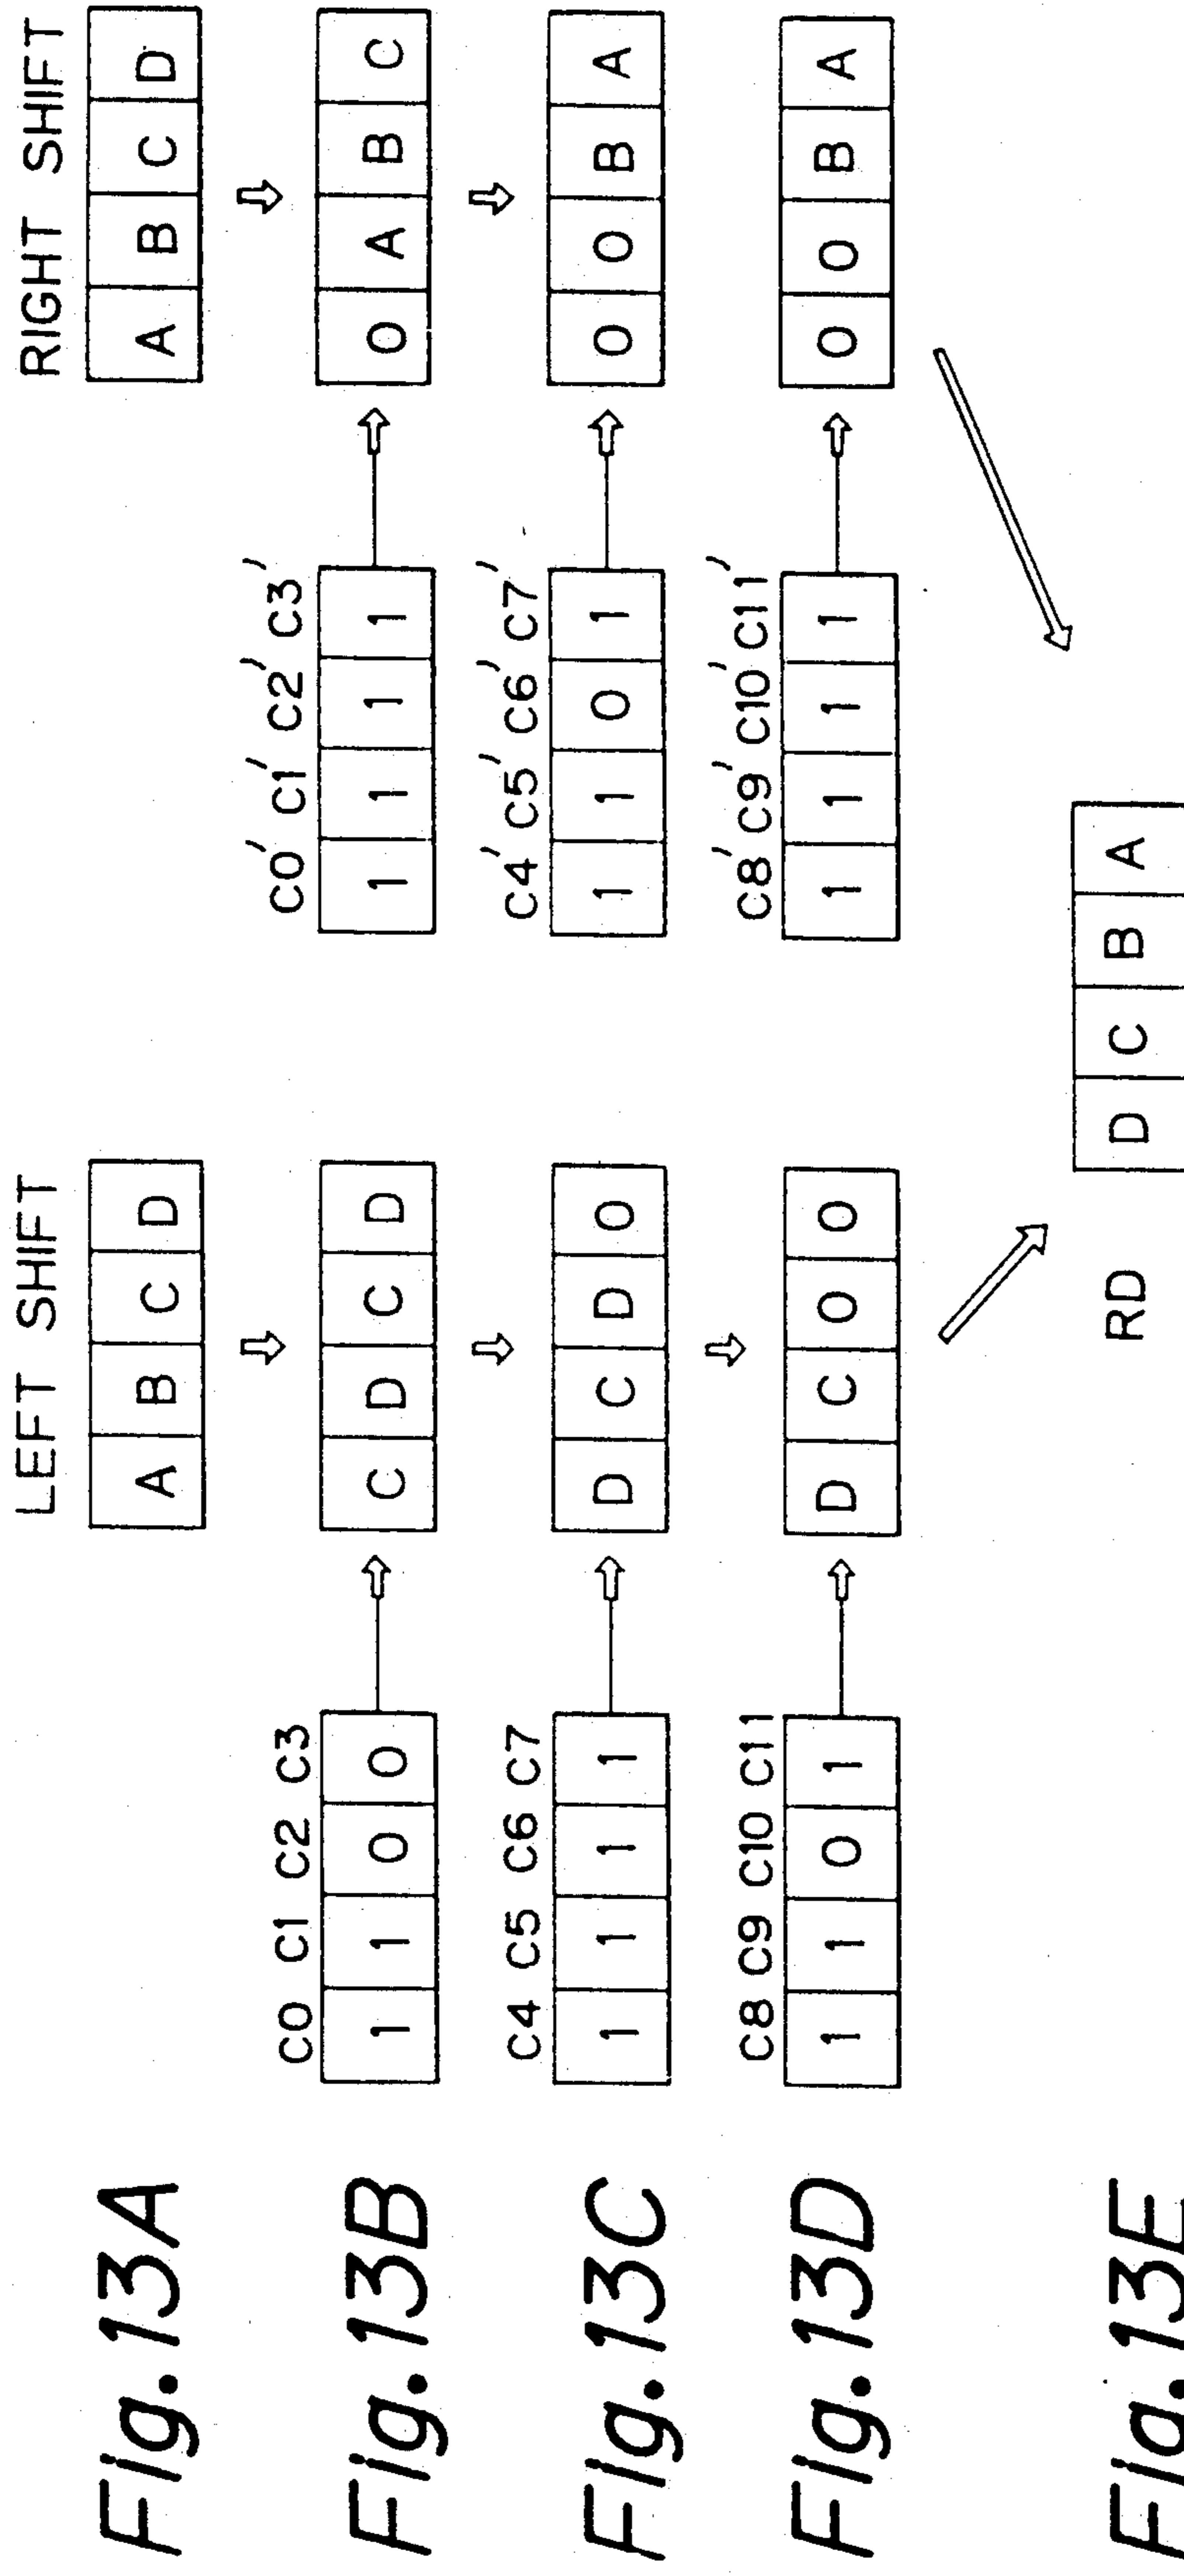 LEFT SHIFT
RIGHT SHIFT
Fig.13A
A B C D
A B C D
C0 C1 C2 C3
C0' C1' C2' C3'
Fig.13B
1 1 0 0
C D C D
1 1 1 1
0 A B C
C4 C5 C6 C7
C4' C5' C6' C7'
Fig.13C
1 1 1 1
D C D 0
1 1 0 1
0 0 B A
C8 C9 C10 C11
C8' C9' C10' C11'
Fig.13D
1 1 0 1
D C 0 0
1 1 1 1
0 0 B A
Fig.13E
RD
D C B A